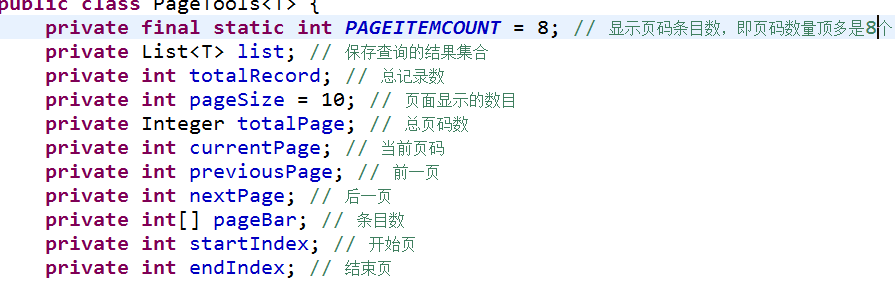 public class PageTools<T> {
private final static int PAGEITEMCOUNT = 8; // 显示页码条目数，即页码数量顶多是8个
private List<T> list; // 保存查询的结果集合
private int totalRecord; // 总记录数
private int pageSize = 10; // 页面显示的数目
private Integer totalPage; // 总页码数
private int currentPage; // 当前页码
private int previousPage; // 前一页
private int nextPage; // 后一页
private int[] pageBar; // 条目数
private int startIndex; // 开始页
private int endIndex; // 结束页